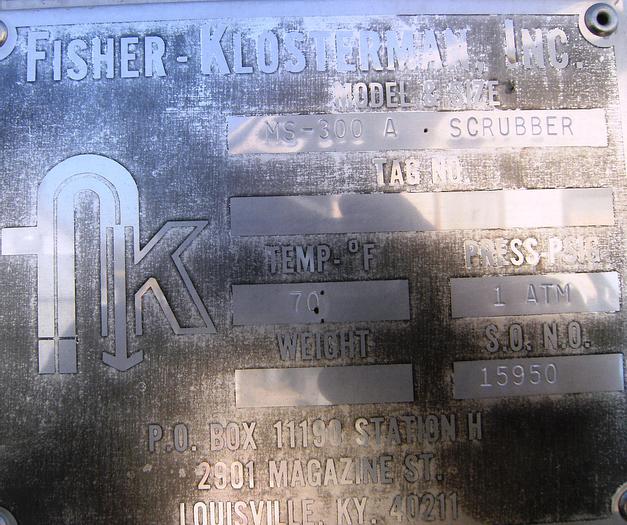 FISHER-KLOSTERMAN, INC.
MODEL & SIZE
MS-300 A . SCRUBBER
TAG NO.
TEMP-°F PRESS-PSIG
70 1 ATM
WEIGHT S.O. N.O.
15950
P.O. BOX 11190 STATION H
2901 MAGAZINE ST.
LOUISVILLE, KY. 40211